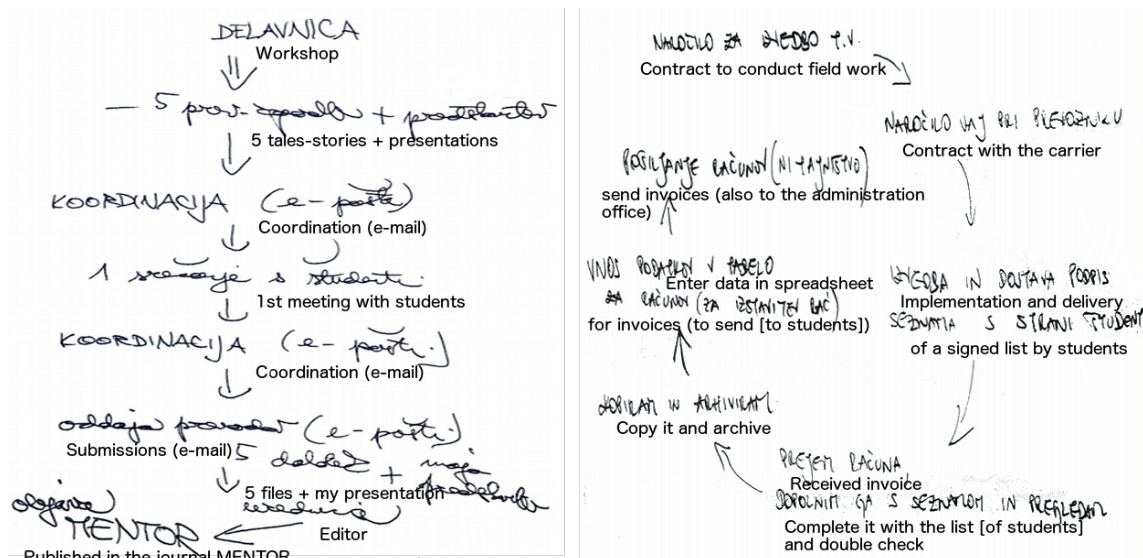 DELAVNICA
Workshop
5 tales-stories + presentations
KOORDINACIJA (e-pošta)
Coordination (e-mail)
1 srečanje s študenti
1st meeting with students
KOORDINACIJA (e-pošti)
Coordination (e-mail)
oddaja (e-pošti)
Submissions (e-mail)
5 + moja
5 files + my presentation
Editor
objava
MENTOR
Published in the journal MENTOR
NAROČILO ZA IZVEDBO T.V.
Contract to conduct field work
NAROČILO VAJ PRI PREVOZNIKU
Contract with the carrier
IZVEDBA IN DOSTAVA PODPIS
Implementation and delivery
SEZNAMA S STRANI ŠTUDENT
of a signed list by students
PREJEM RAČUNA
Received invoice
DOPOLNIM GA S SEZNAMOM IN PREGLEDAM
Complete it with the list [of students]
and double check
KOPIRAM IN ARHIVIRAM
Copy it and archive
VNOS PODATKOV V TABELO
Enter data in spreadsheet
ZA RAČUNOV (ZA IZSTAVITEV RAČ)
for invoices (to send [to students])
POŠILJANJE RAČUNOV (NI TAJNIŠTVO)
send invoices (also to the administration
office)